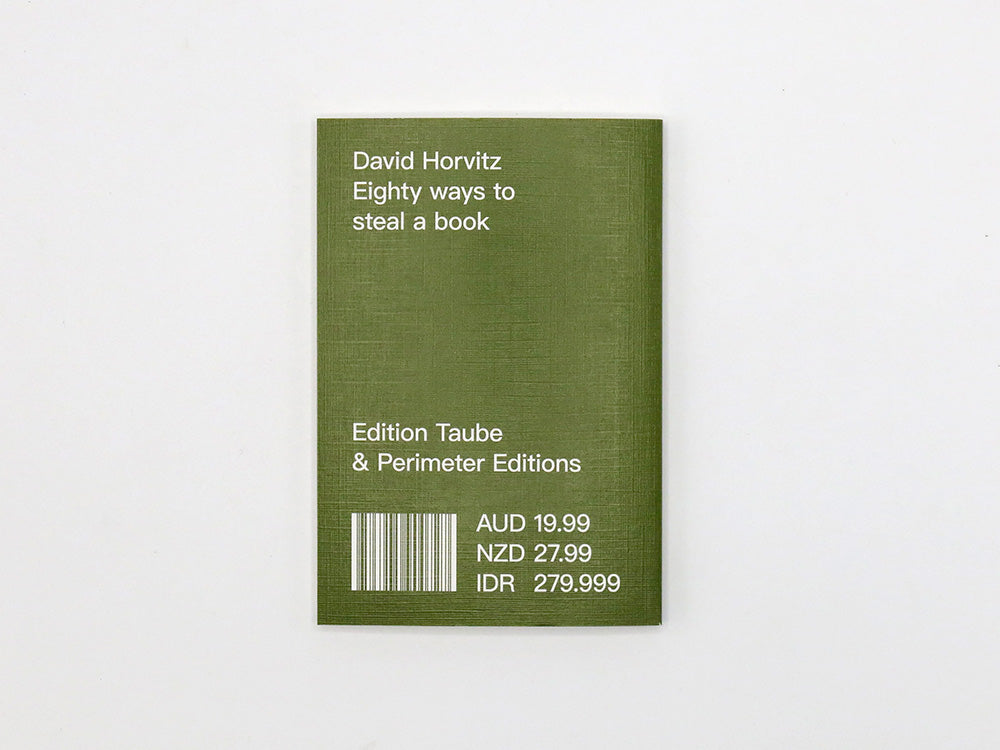 David Horvitz
Eighty ways to
steal a book
Edition Taube
& Perimeter Editions
AUD 19.99
NZD 27.99
IDR 279.999